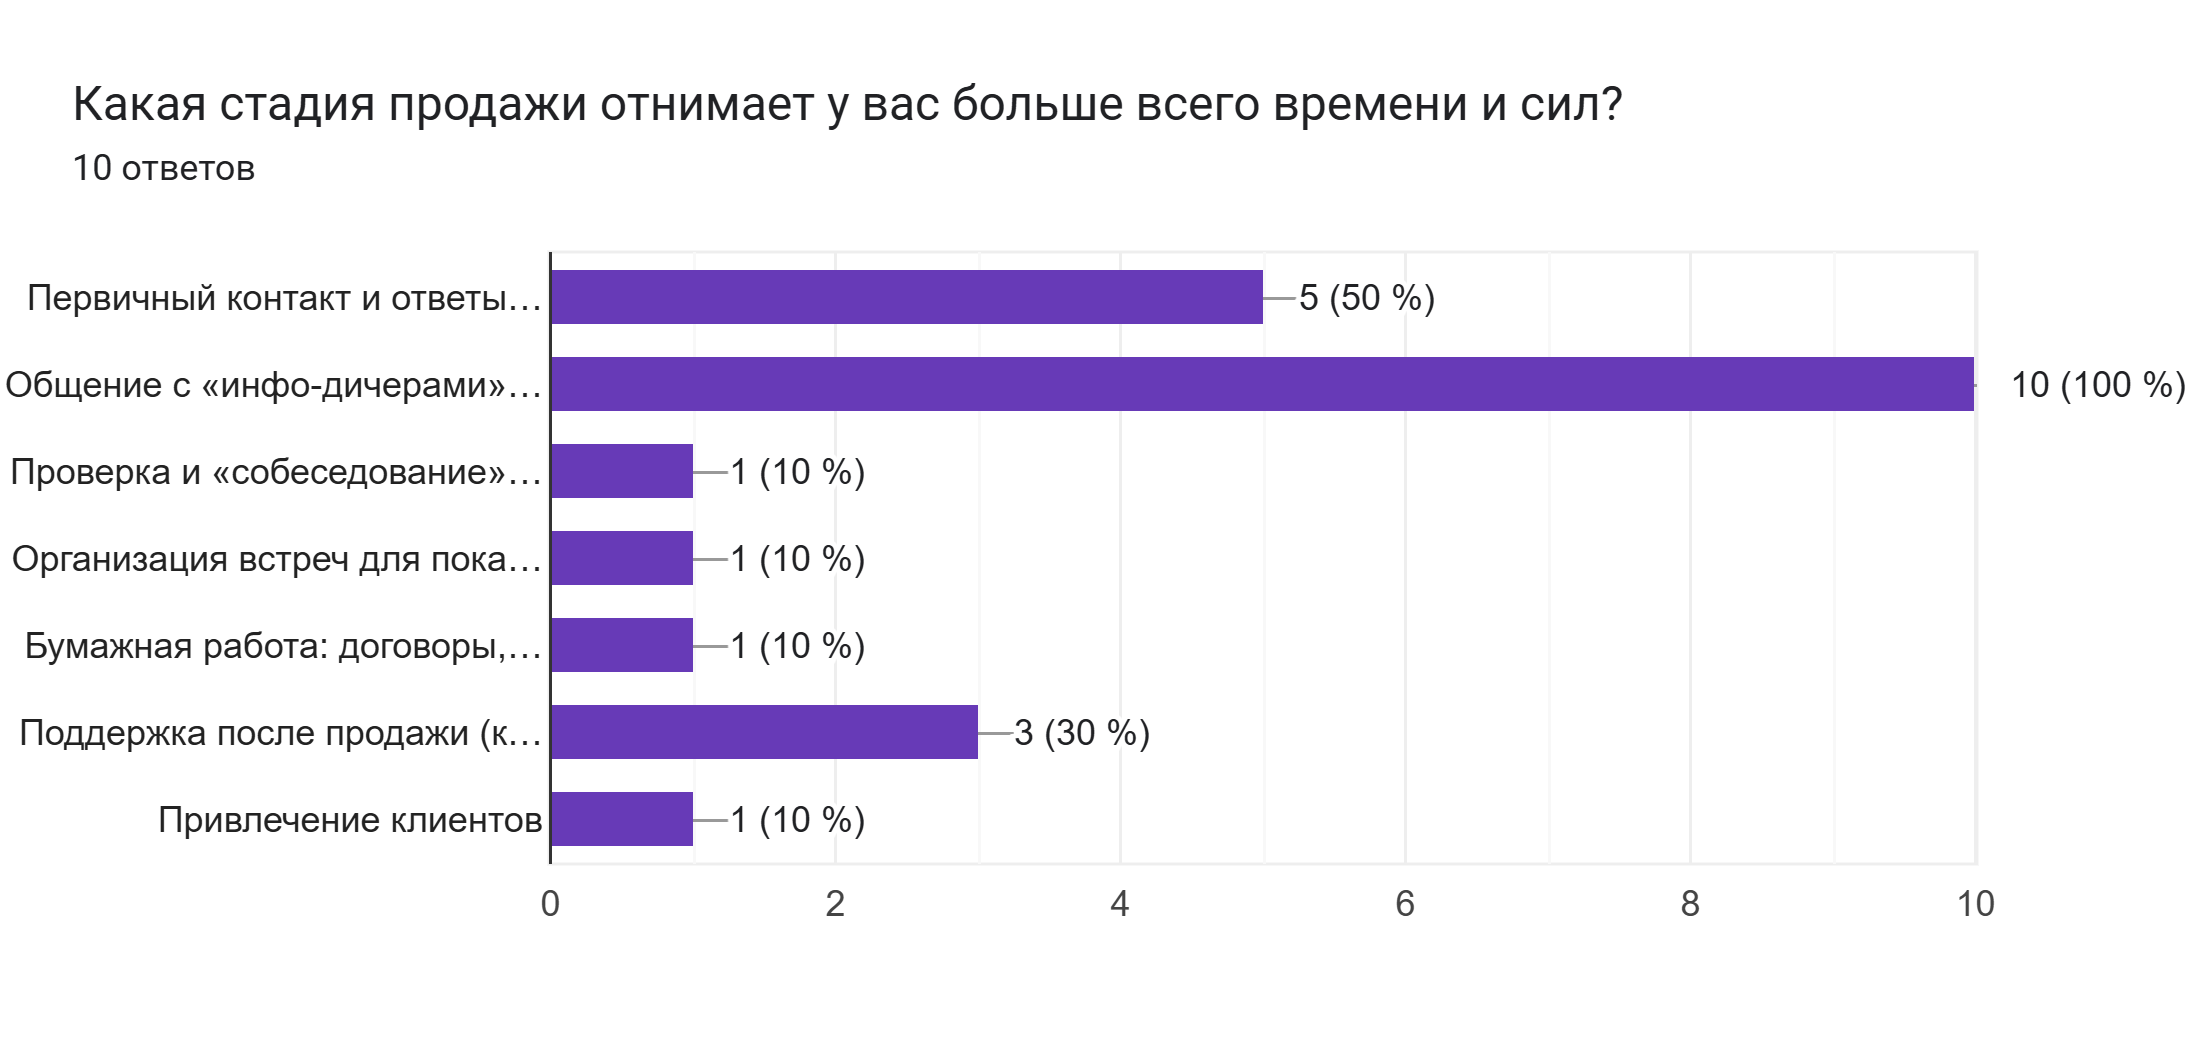 Какая стадия продажи отнимает у вас больше всего времени и сил?
10 ответов
Первичный контакт и ответы… 5 (50 %)
Общение с «инфо-дичерами»… 10 (100 %)
Проверка и «собеседование»… 1 (10 %)
Организация встреч для пока… 1 (10 %)
Бумажная работа: договоры,… 1 (10 %)
Поддержка после продажи (к… 3 (30 %)
Привлечение клиентов 1 (10 %)
0 2 4 6 8 10